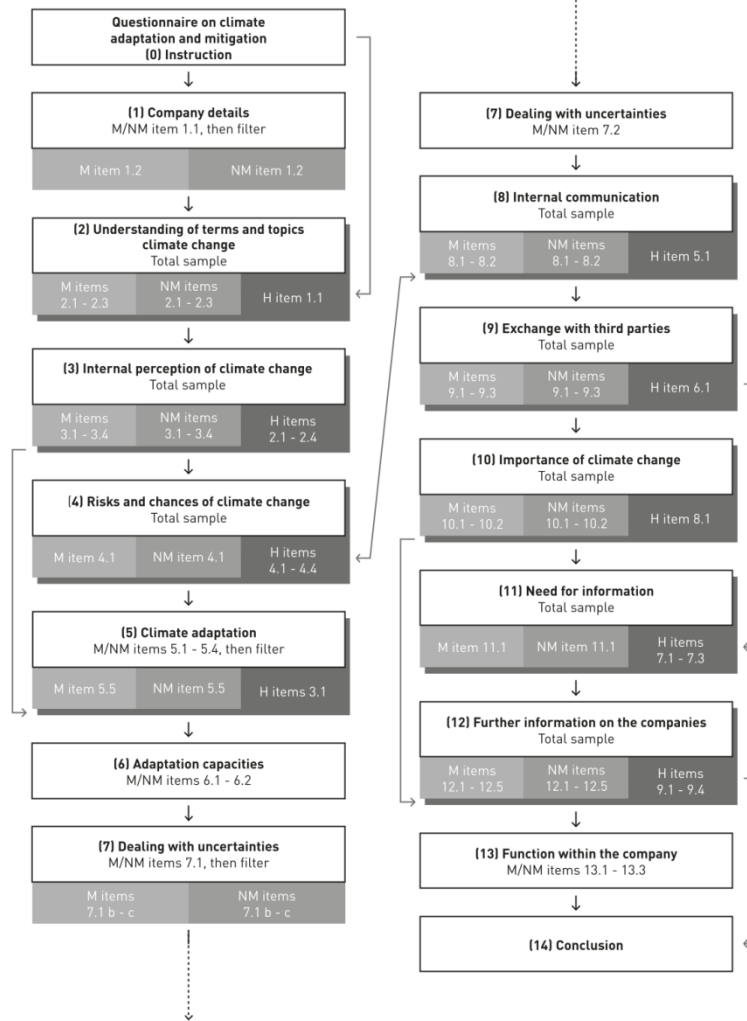 Questionnaire on climate
adaptation and mitigation
(0) Instruction
(1) Company details
M/NM item 1.1, then filter
M item 1.2
NM item 1.2
(2) Understanding of terms and topics
climate change
Total sample
M items
2.1 - 2.3
NM items
2.1 - 2.3
H item 1.1
(3) Internal perception of climate change
Total sample
M items
3.1 - 3.4
NM items
3.1 - 3.4
H items
2.1 - 2.4
(4) Risks and chances of climate change
Total sample
M item 4.1
NM item 4.1
H items
4.1 - 4.4
(5) Climate adaptation
M/NM items 5.1 - 5.4, then filter
M item 5.5
NM item 5.5
H items 3.1
(6) Adaptation capacities
M/NM items 6.1 - 6.2
(7) Dealing with uncertainties
M/NM items 7.1, then filter
M items
7.1 b - c
NM items
7.1 b - c
(7) Dealing with uncertainties
M/NM item 7.2
(8) Internal communication
Total sample
M items
8.1 - 8.2
NM items
8.1 - 8.2
H item 5.1
(9) Exchange with third parties
Total sample
M items
9.1 - 9.3
NM items
9.1 - 9.3
H item 6.1
(10) Importance of climate change
Total sample
M items
10.1 - 10.2
NM items
10.1 - 10.2
H item 8.1
(11) Need for information
Total sample
M item 11.1
NM item 11.1
H items
7.1 - 7.3
(12) Further information on the companies
Total sample
M items
12.1 - 12.5
NM items
12.1 - 12.5
H items
9.1 - 9.4
(13) Function within the company
M/NM items 13.1 - 13.3
(14) Conclusion